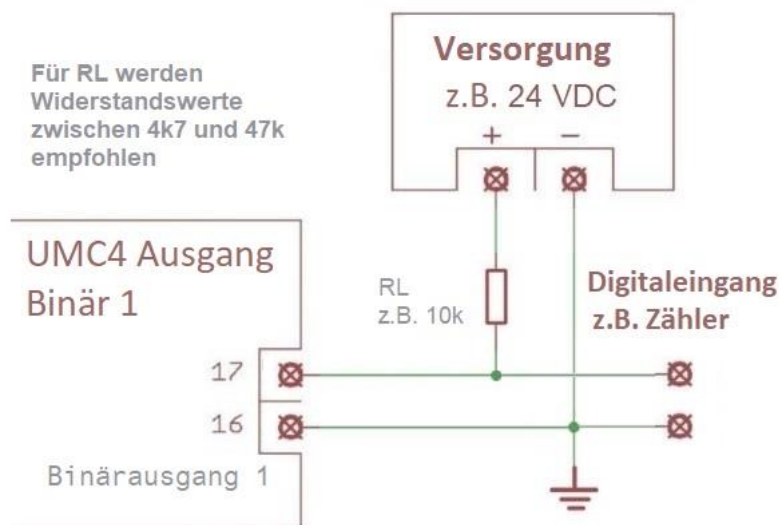 Für RL werden
Widerstandswerte
zwischen 4k7 und 47k
empfohlen
Versorgung
z.B. 24 VDC
+ −
UMC4 Ausgang
Binär 1
RL
z.B. 10k
Digitaleingang
z.B. Zähler
17
16
Binärausgang 1